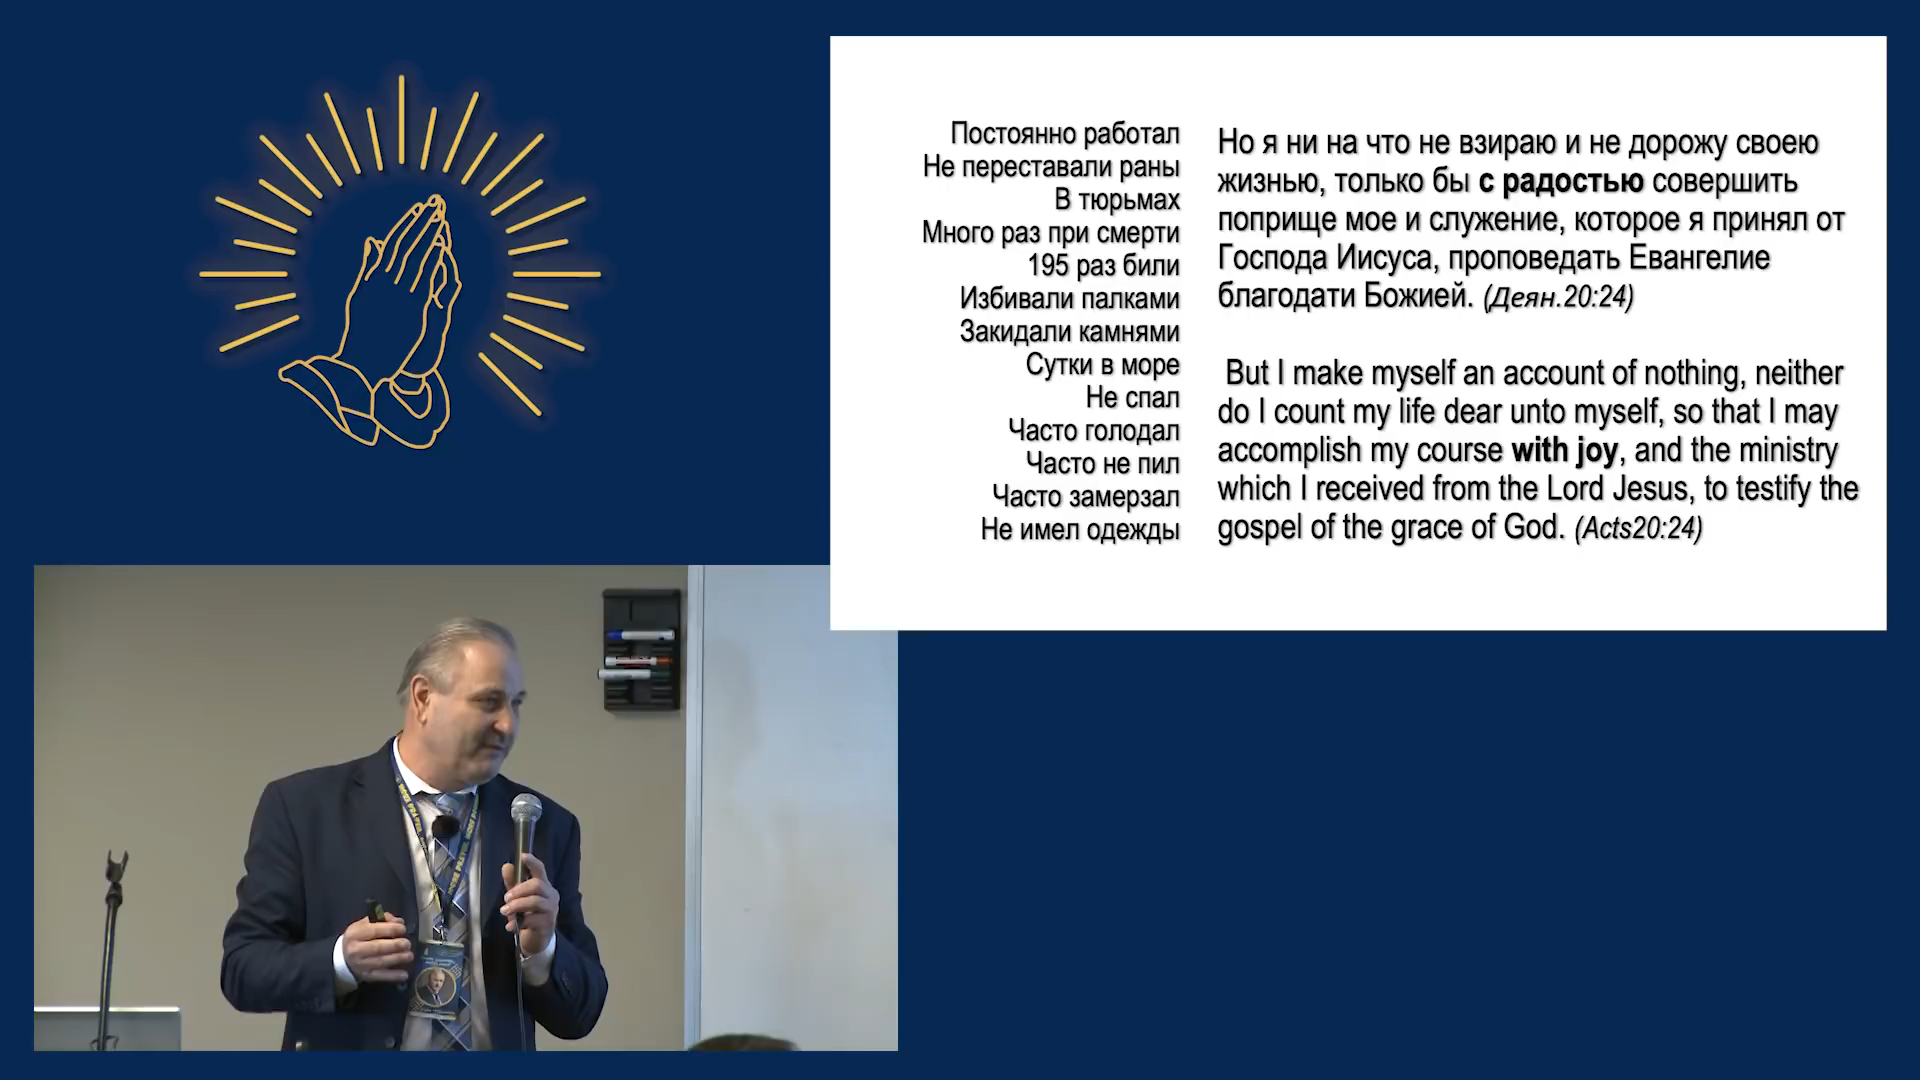 Постоянно работал
Не переставали раны
В тюрьмах
Много раз при смерти
195 раз били
Избивали палками
Закидали камнями
Сутки в море
Не спал
Часто голодал
Часто не пил
Часто замерзал
Не имел одежды
Но я ни на что не взираю и не дорожу своею
жизнью, только бы с радостью совершить
поприще мое и служение, которое я принял от
Господа Иисуса, проповедать Евангелие
благодати Божией. (Деян.20:24)
But I make myself an account of nothing, neither
do I count my life dear unto myself, so that I may
accomplish my course with joy, and the ministry
which I received from the Lord Jesus, to testify the
gospel of the grace of God. (Acts20:24)